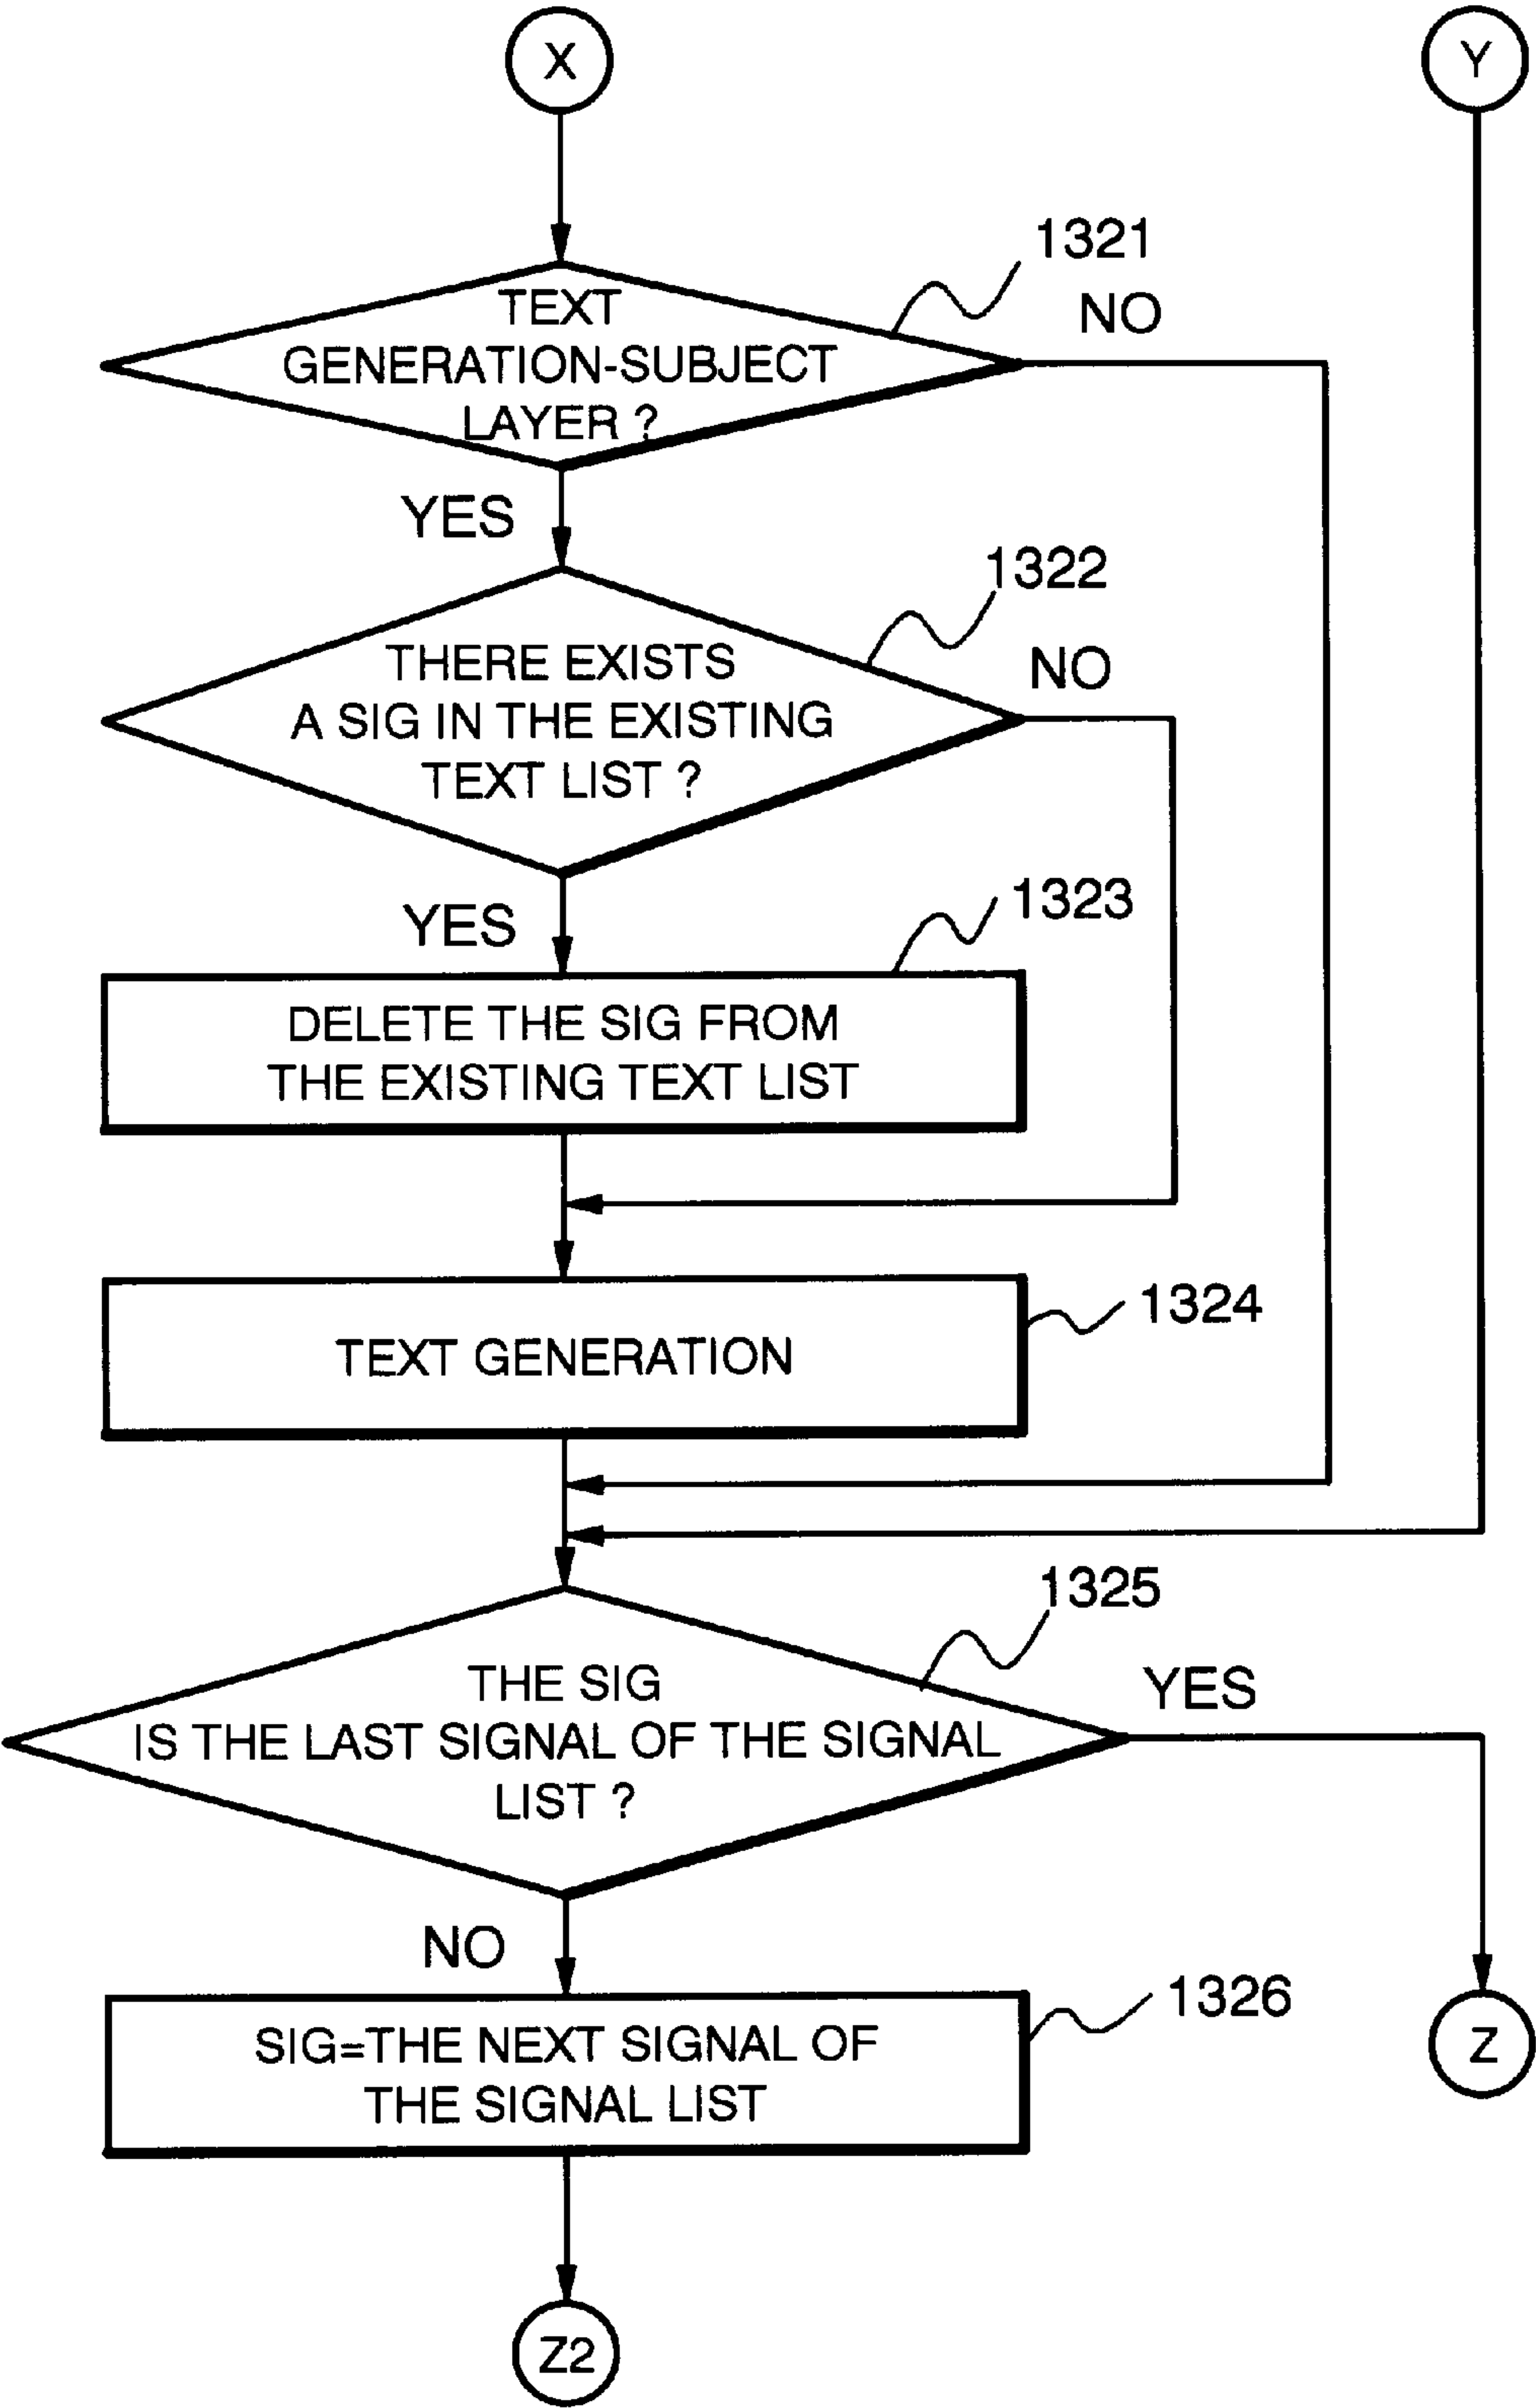 X
Y
1321
TEXT
GENERATION-SUBJECT
LAYER ?
NO
YES
1322
THERE EXISTS
A SIG IN THE EXISTING
TEXT LIST ?
NO
YES
1323
DELETE THE SIG FROM
THE EXISTING TEXT LIST
TEXT GENERATION
1324
1325
THE SIG
IS THE LAST SIGNAL OF THE SIGNAL
LIST ?
YES
NO
1326
SIG=THE NEXT SIGNAL OF
THE SIGNAL LIST
Z
Z2